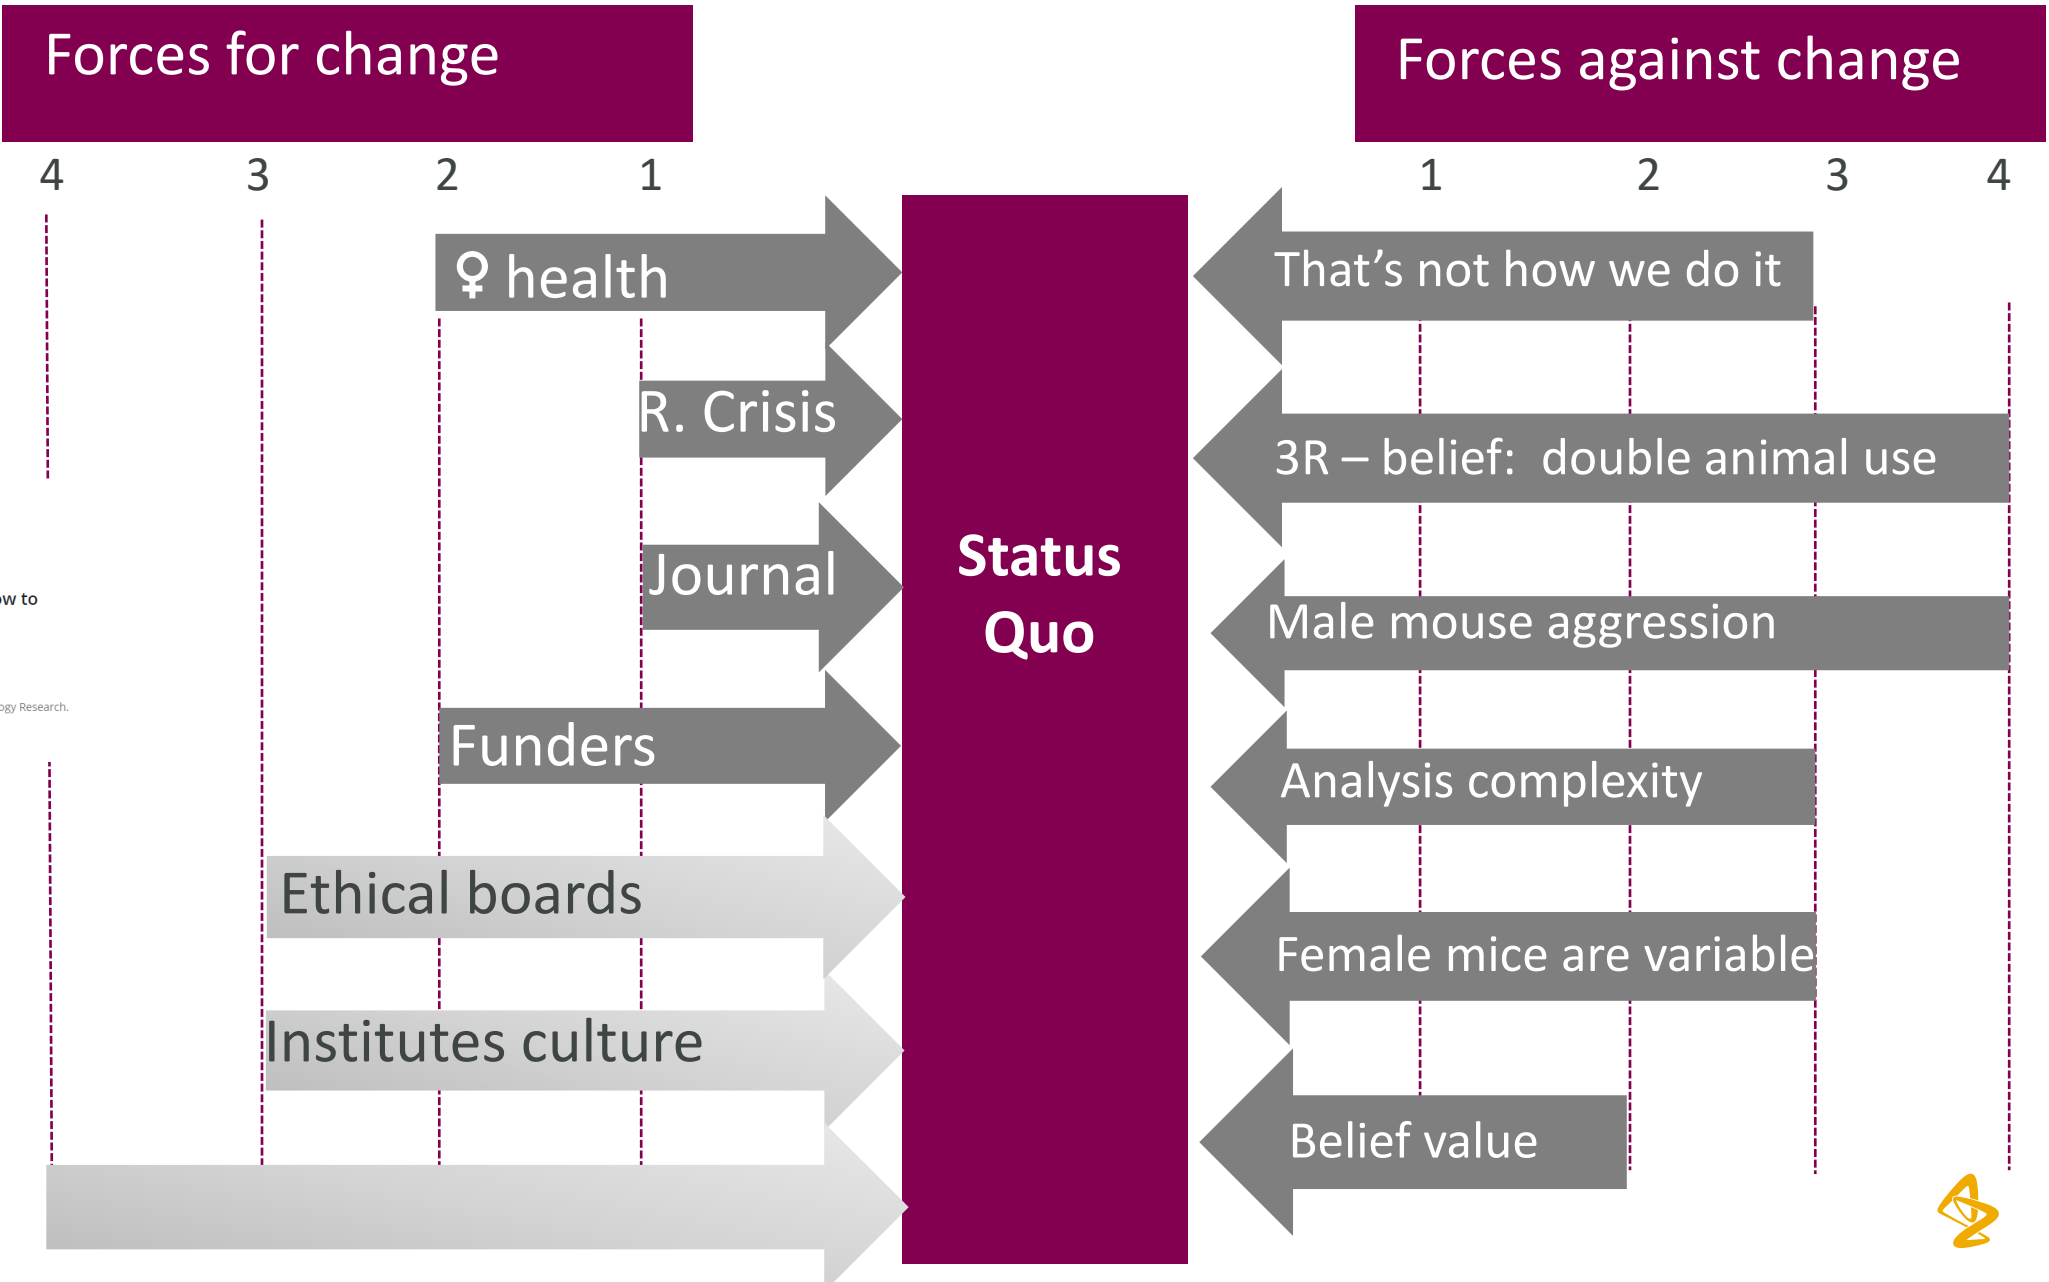 Forces for change
Forces against change
4 3 2 1
1 2 3 4
♀ health
R. Crisis
Journal
Funders
Ethical boards
Institutes culture
Status
Quo
That’s not how we do it
3R – belief: double animal use
Male mouse aggression
Analysis complexity
Female mice are variable
Belief value
to
Research.